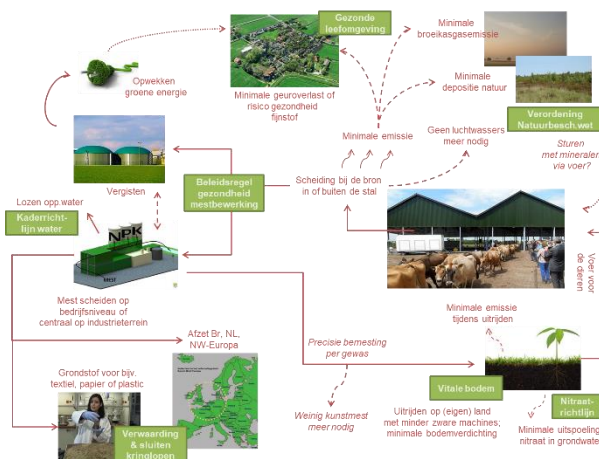 Gezonde
leefomgeving
Minimale
broeikasgasemissie
Opwekken
groene energie
Minimale geuroverlast of
risico gezondheid
fijnstof
Minimale
depositie natuur
Verordening
Natuurbesch.wet
Minimale emissie
Geen luchtwassers
meer nodig
Sturen
met mineralen
via voer?
Vergisten
Beleidsregel
gezondheid
mestbewerking
Scheiding bij de bron
in of buiten de stal
Lozen opp.water
Kaderricht-
lijn water
NPK
MEST
Voer voor
de dieren
Mest scheiden op
bedrijfsniveau of
centraal op industrieterrein
Minimale emissie
tijdens uitrijden
Afzet Br, NL,
NW-Europa
Precisie bemesting
per gewas
Grondstof voor bijv.
textiel, papier of plastic
Vitale bodem
Nitraat-
richtlijn
Weinig kunstmest
meer nodig
Uitrijden op (eigen) land
met minder zware machines;
minimale bodemverdichting
Minimale uitspoeling
nitraat in grondwate
Verwaarding
& sluiten
kringlopen